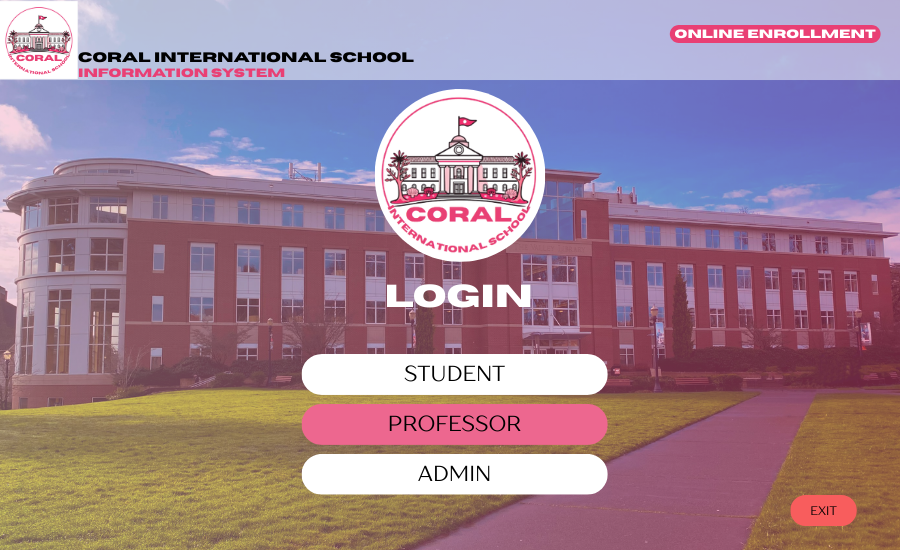 CORAL
INTERNATIONAL SCHOOL
CORAL INTERNATIONAL SCHOOL
INFORMATION SYSTEM
ONLINE ENROLLMENT
CORAL
INTERNATIONAL SCHOOL
LOGIN
STUDENT
PROFESSOR
ADMIN
EXIT